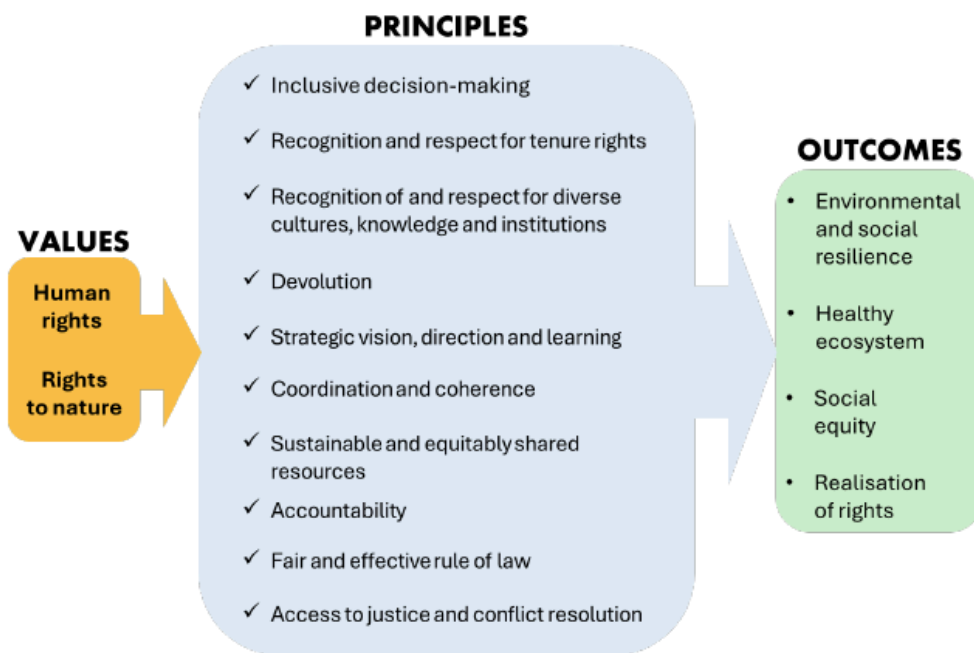 PRINCIPLES
✓ Inclusive decision-making
✓ Recognition and respect for tenure rights
✓ Recognition of and respect for diverse
cultures, knowledge and institutions
✓ Devolution
✓ Strategic vision, direction and learning
✓ Coordination and coherence
✓ Sustainable and equitably shared
resources
✓ Accountability
✓ Fair and effective rule of law
✓ Access to justice and conflict resolution
VALUES
Human
rights
Rights
to nature
OUTCOMES
• Environmental
and social
resilience
• Healthy
ecosystem
• Social
equity
• Realisation
of rights